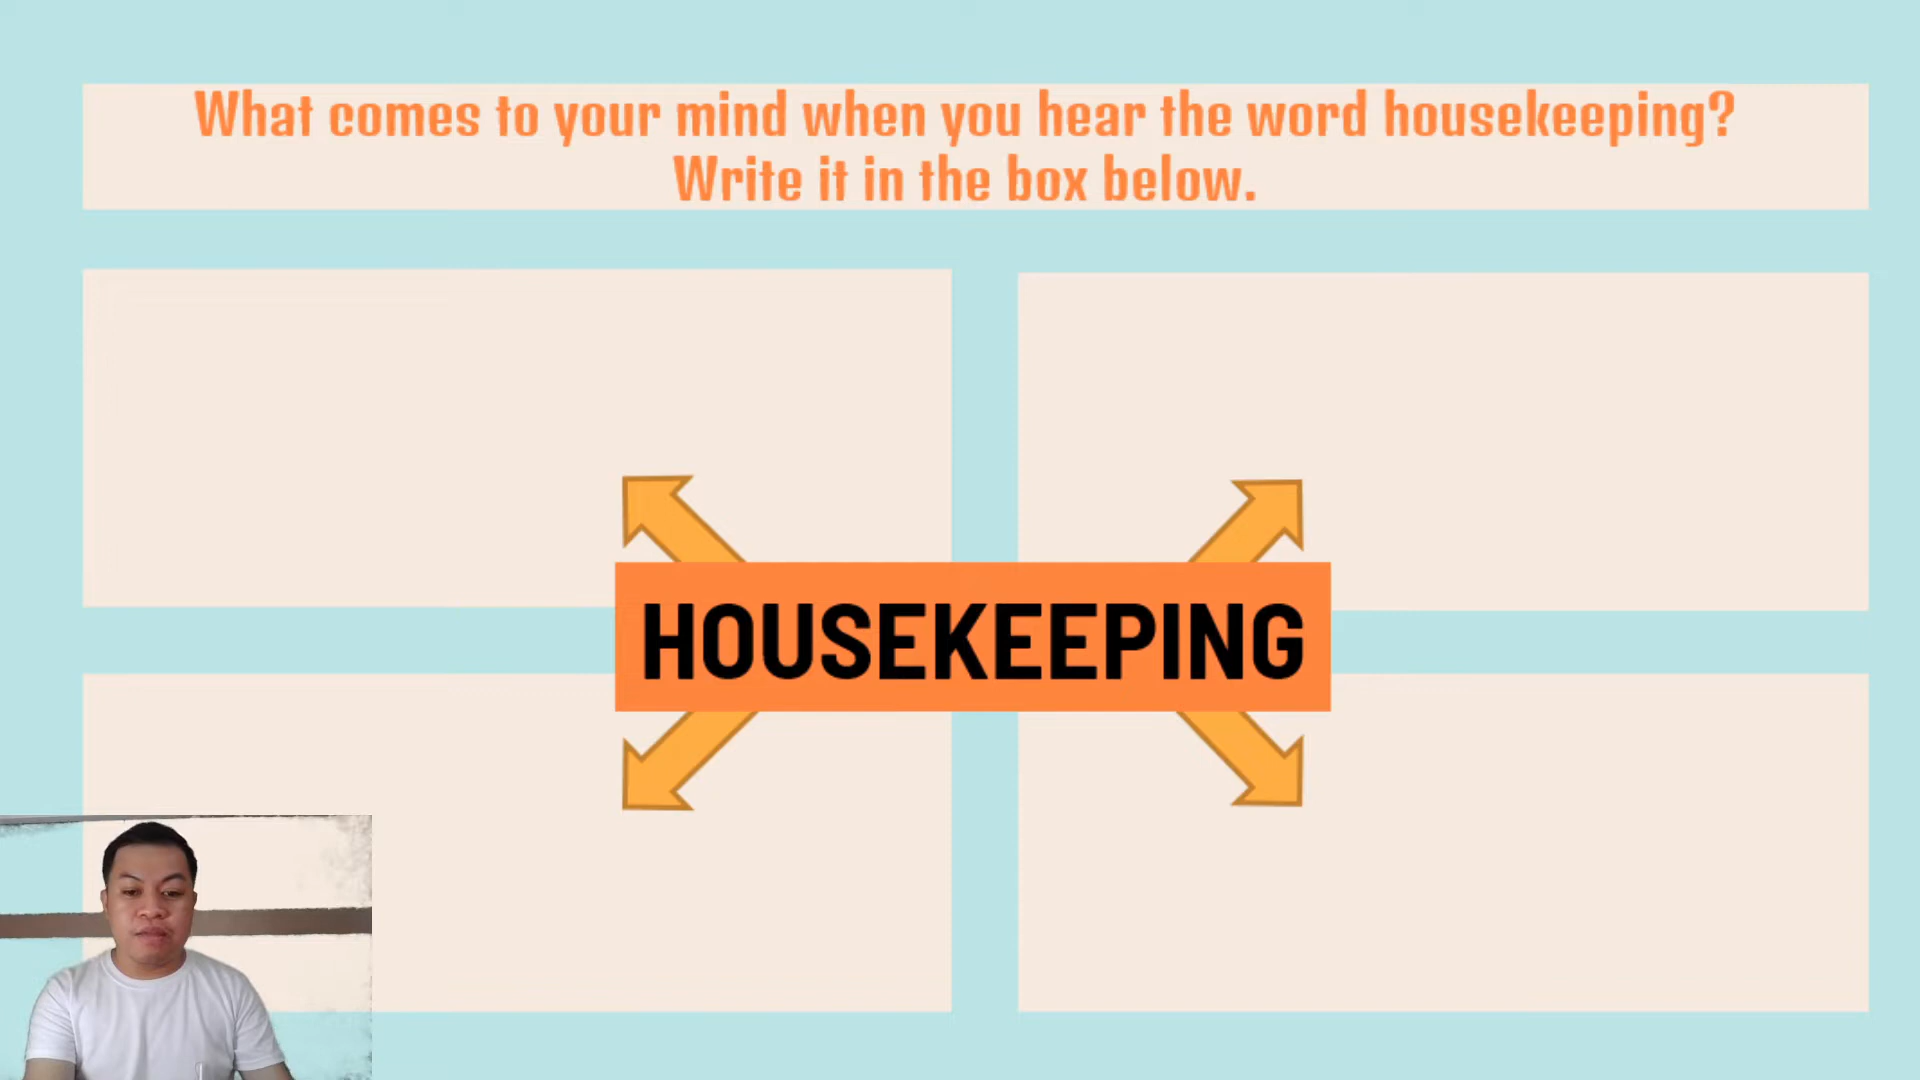 What comes to your mind when you hear the word housekeeping?
Write it in the box below.
HOUSEKEEPING